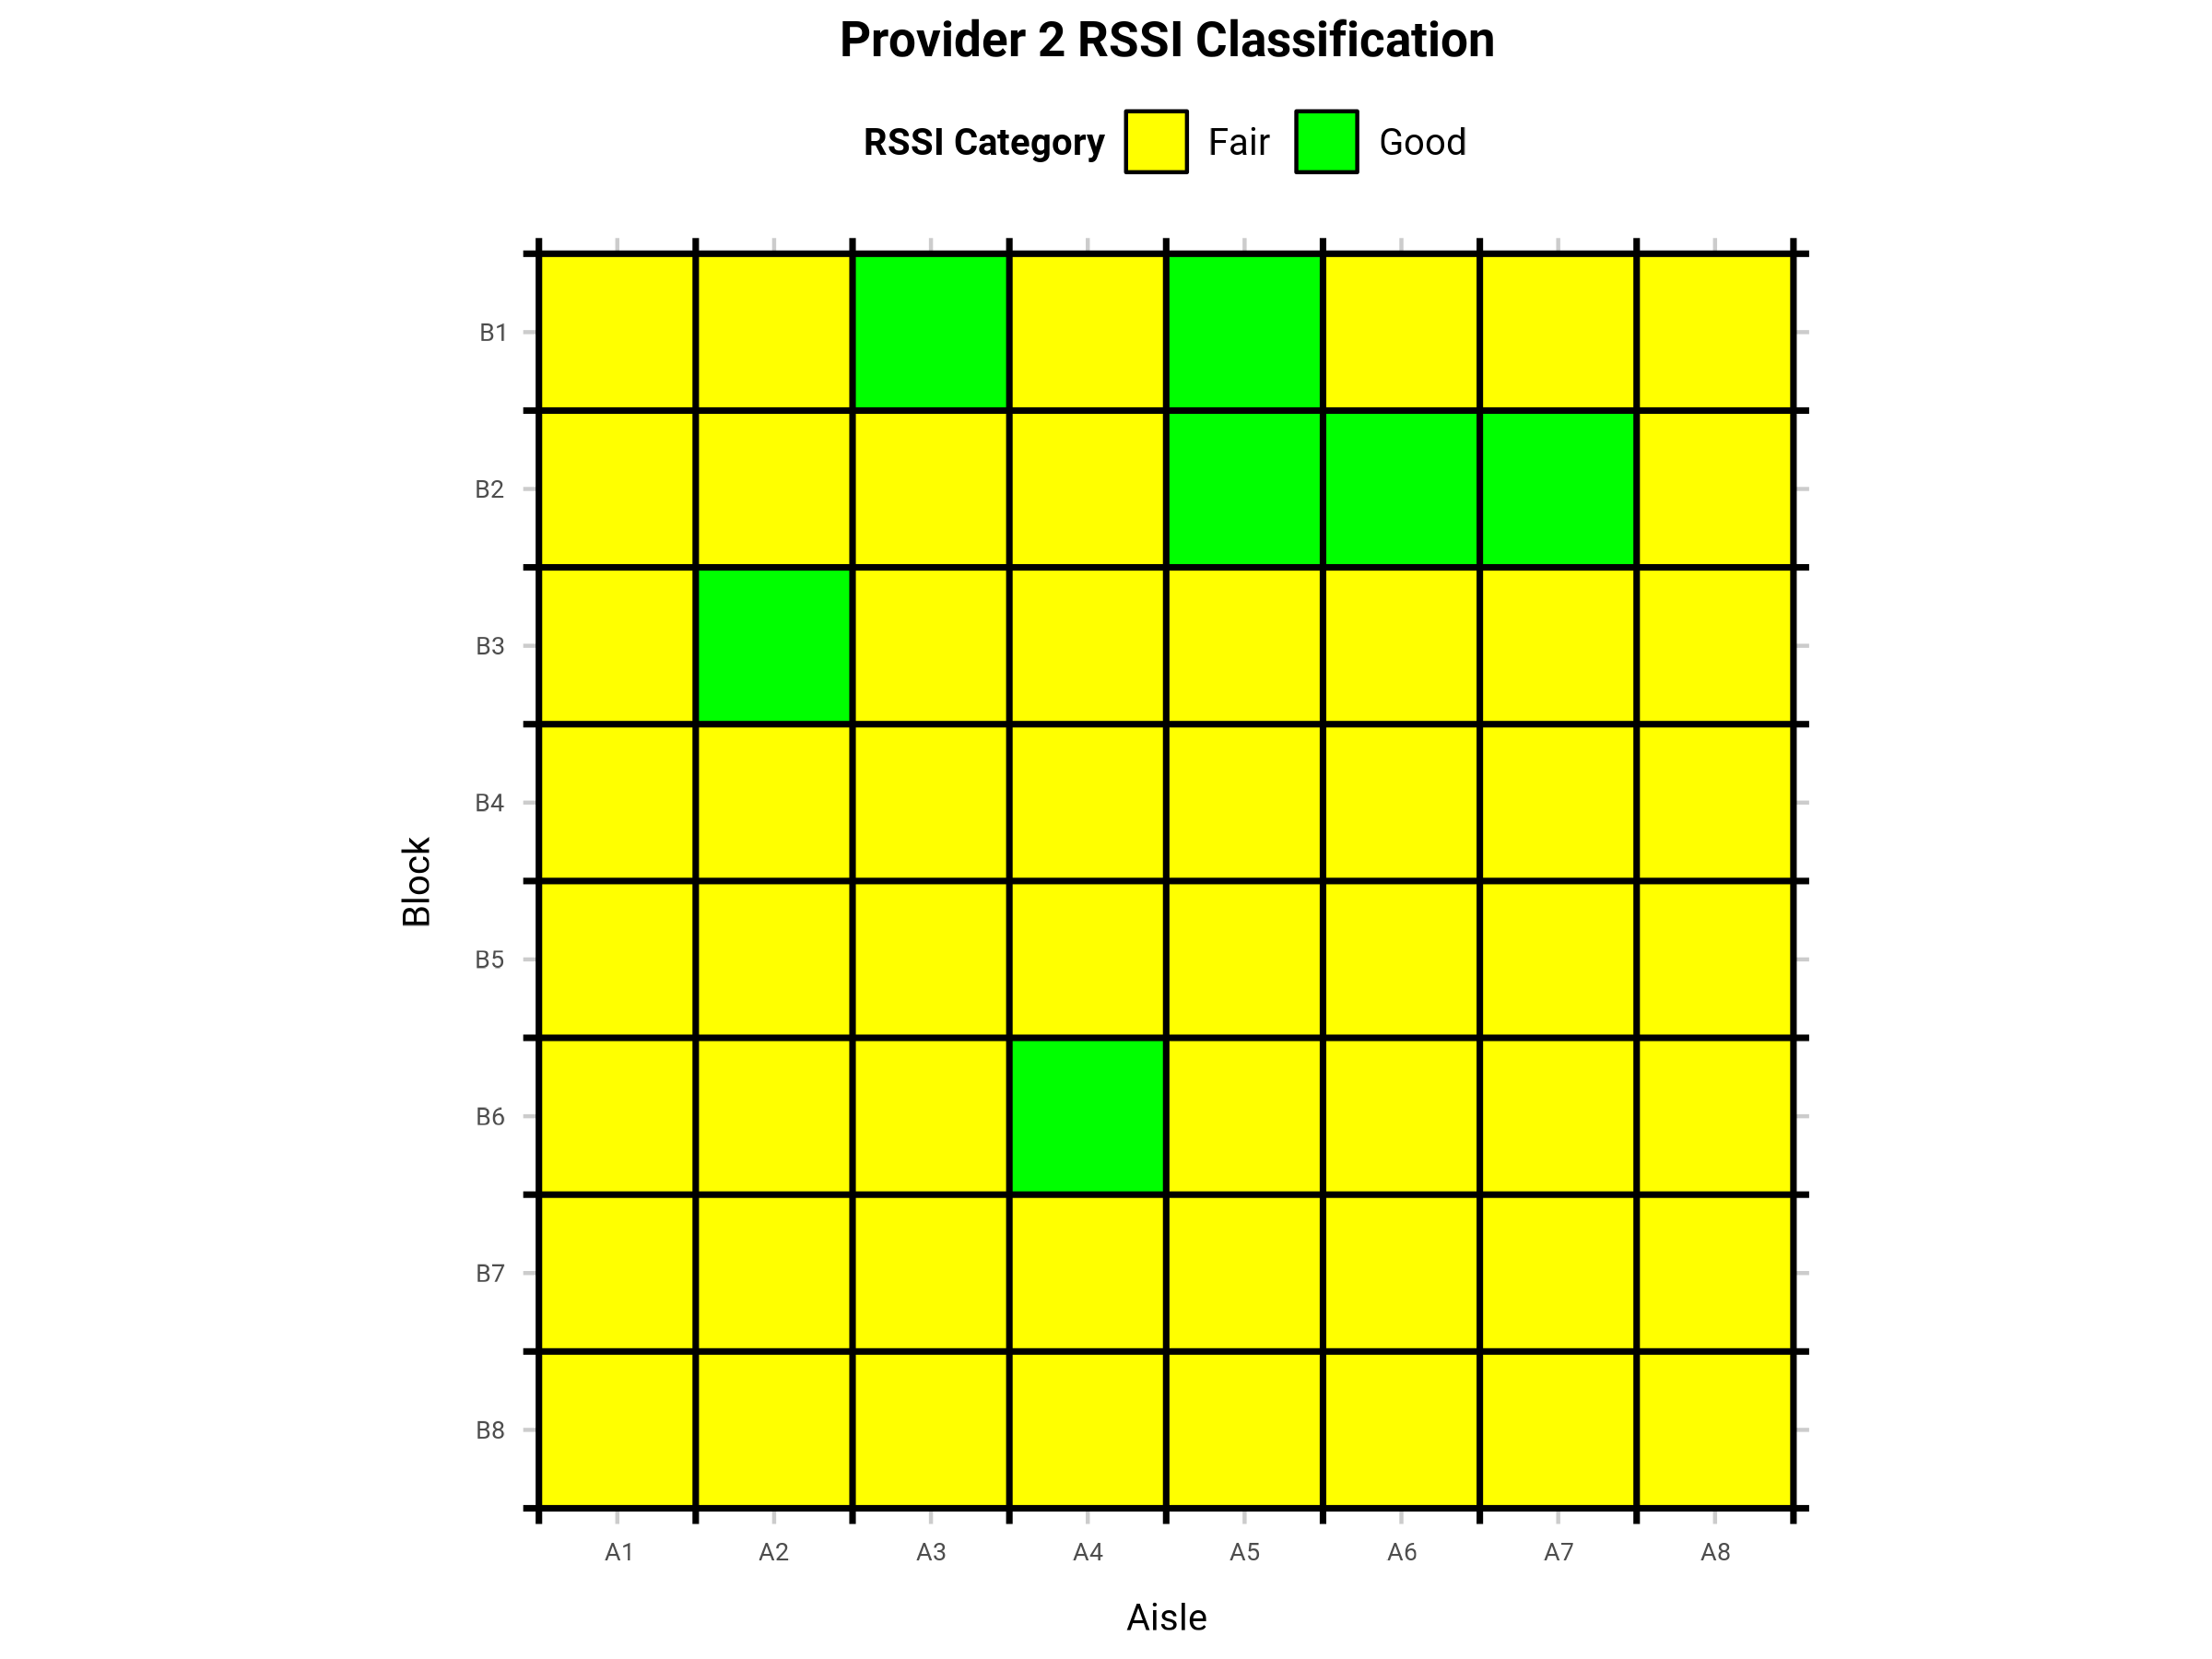 Provider 2 RSSI Classification
RSSI Category Fair Good
B1
B2
B3
B4
B5
B6
B7
B8
Block
A1 A2 A3 A4 A5 A6 A7 A8
Aisle